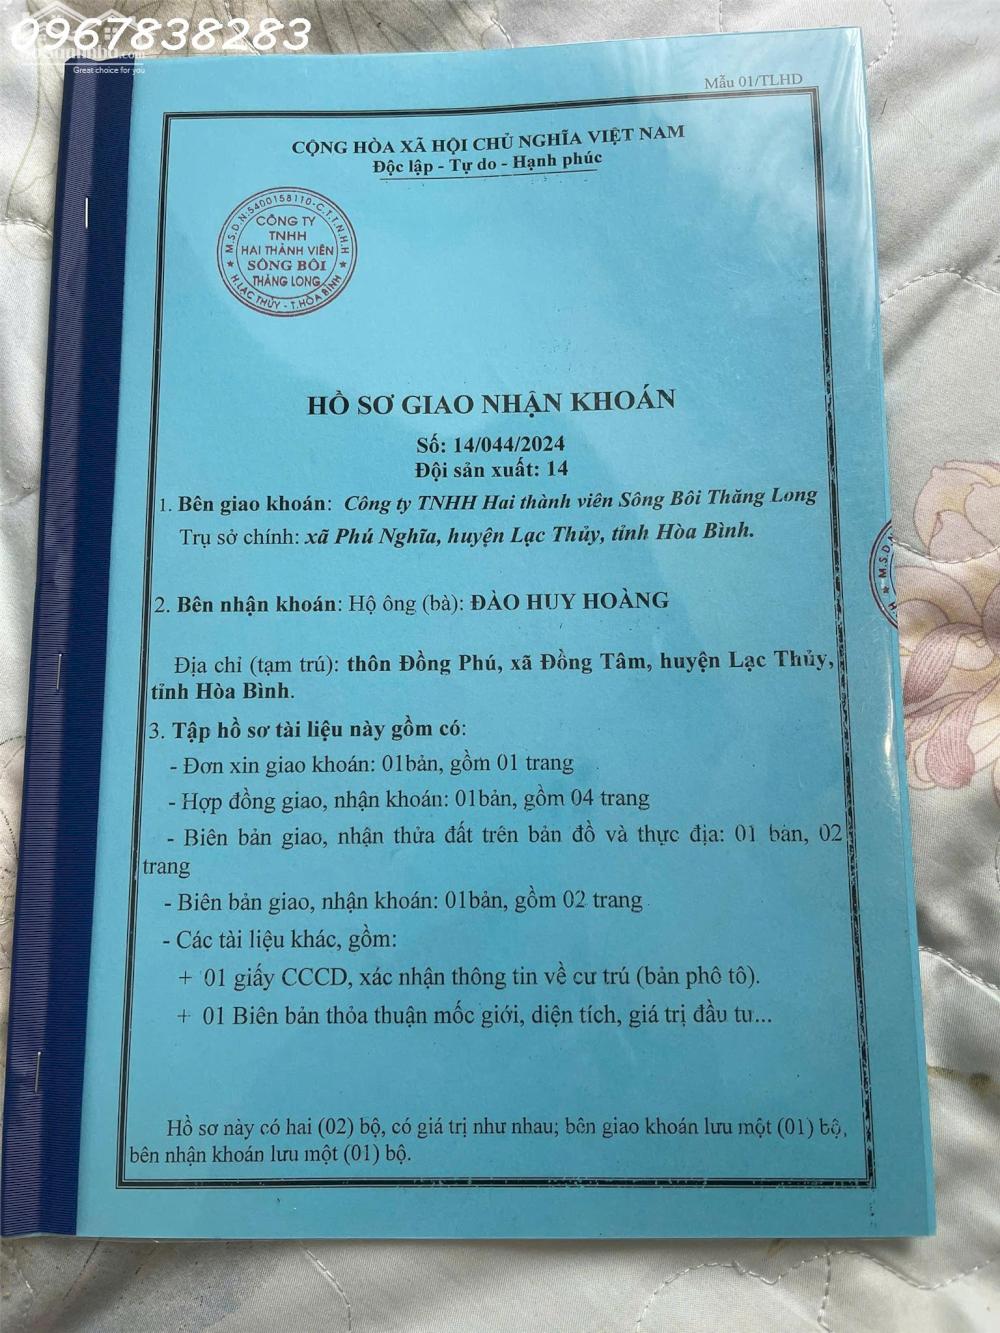 0967838283
Great choice for you
Mẫu 01/TLHD
CỘNG HÒA XÃ HỘI CHỦ NGHĨA VIỆT NAM
Độc lập - Tự do - Hạnh phúc
M.S.D.N:5400158110-C.T.T.N.H.H
CÔNG TY
TNHH
HAI THÀNH VIÊN
SÔNG BÔI
THĂNG LONG
H.LẠC THỦY - T.HÒA BÌNH
HỒ SƠ GIAO NHẬN KHOÁN
Số: 14/044/2024
Đội sản xuất: 14
1. Bên giao khoán: Công ty TNHH Hai thành viên Sông Bôi Thăng Long
Trụ sở chính: xã Phú Nghĩa, huyện Lạc Thủy, tỉnh Hòa Bình.
M.S.D.N
2. Bên nhận khoán: Hộ ông (bà): ĐÀO HUY HOÀNG
Địa chỉ (tạm trú): thôn Đồng Phú, xã Đồng Tâm, huyện Lạc Thủy,
tỉnh Hòa Bình.
3. Tập hồ sơ tài liệu này gồm có:
- Đơn xin giao khoán: 01bản, gồm 01 trang
- Hợp đồng giao, nhận khoán: 01bản, gồm 04 trang
- Biên bản giao, nhận thửa đất trên bản đồ và thực địa: 01 bản, 02
trang
- Biên bản giao, nhận khoán: 01bản, gồm 02 trang
- Các tài liệu khác, gồm:
+ 01 giấy CCCD, xác nhận thông tin về cư trú (bản phô tô).
+ 01 Biên bản thỏa thuận mốc giới, diện tích, giá trị đầu tư...
Hồ sơ này có hai (02) bộ, có giá trị như nhau; bên giao khoán lưu một (01) bộ,
bên nhận khoán lưu một (01) bộ.